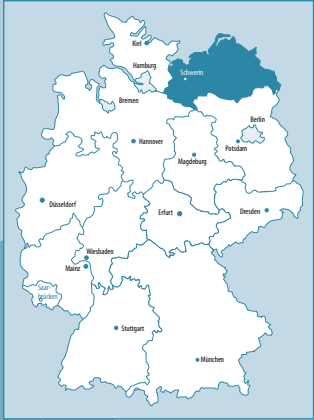 Kiel
Hamburg
Schwerin
Bremen
Berlin
Hannover
Potsdam
Magdeburg
Düsseldorf
Erfurt
Dresden
Wiesbaden
Mainz
Saar-
brücken
Stuttgart
München